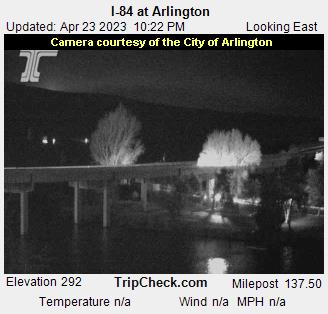 I-84 at Arlington
Updated: Apr 23 2023 10:22 PM Looking East
Camera courtesy of the City of Arlington
Elevation 292 TripCheck.com Milepost 137.50
Temperature n/a Wind n/a MPH n/a